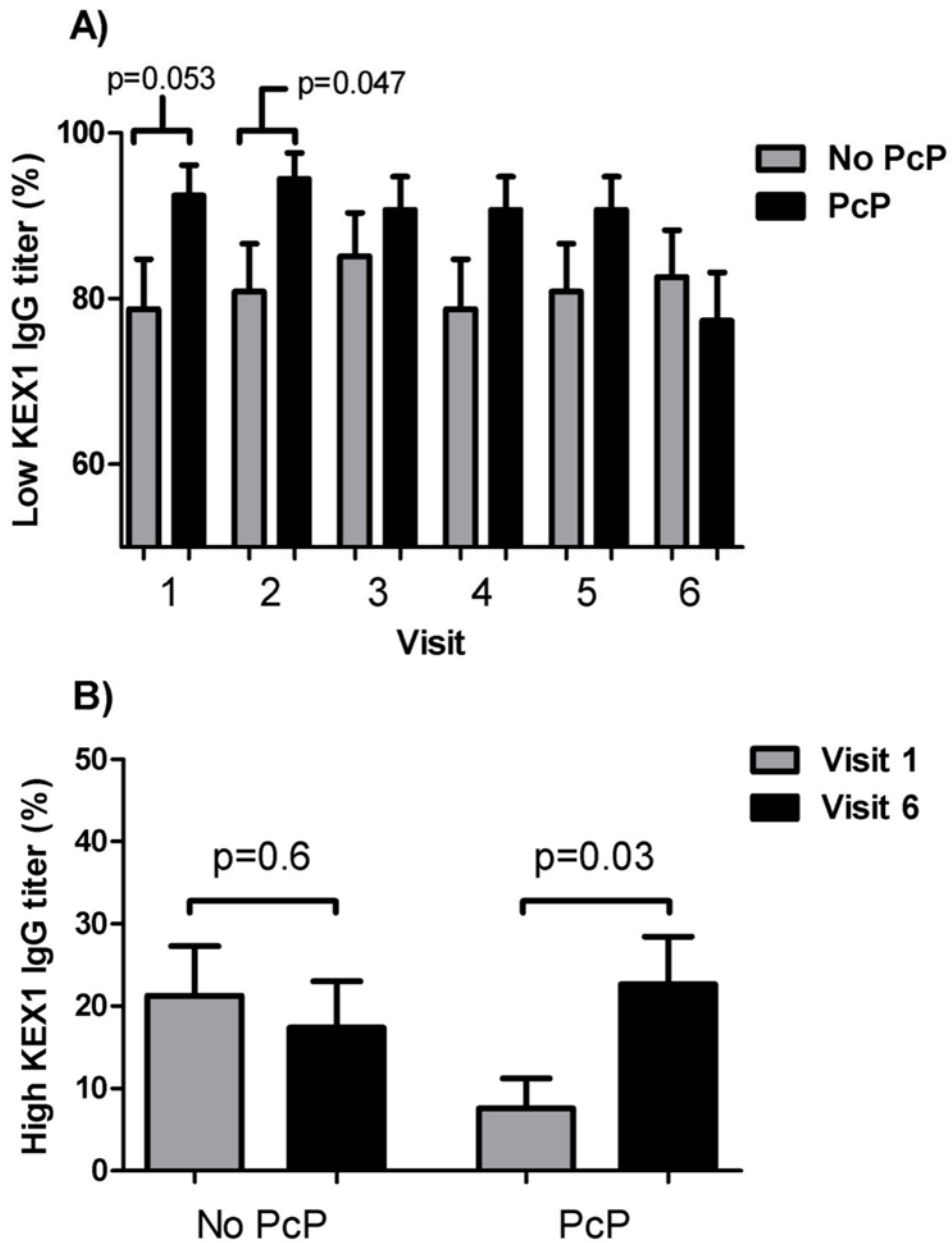 A)
p=0.053
p=0.047
Low KEX1 IgG titer (%)
100
80
60
No PcP
PcP
1 2 3 4 5 6
Visit
B)
High KEX1 IgG titer (%)
50
40
30
20
10
0
Visit 1
Visit 6
p=0.6
p=0.03
No PcP PcP